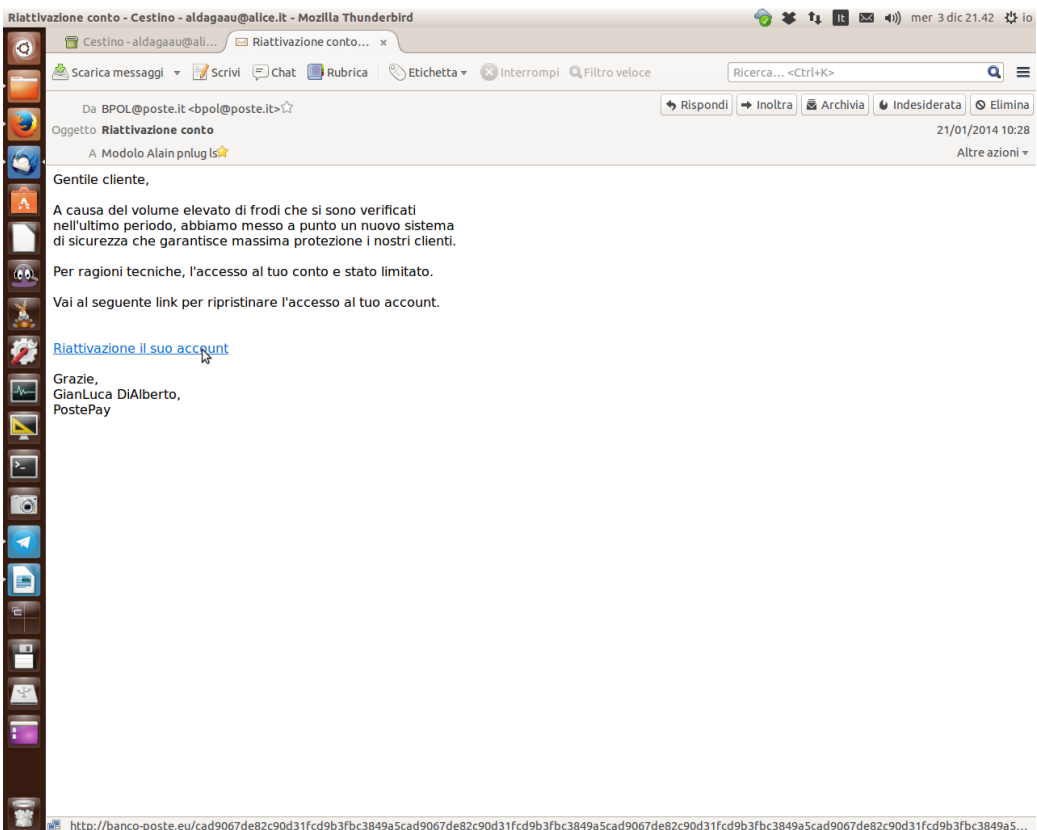 Riattivazione conto - Cestino - aldagaau@alice.it - Mozilla Thunderbird
It
mer 3 dic 21.42
io
Cestino - aldagaau@ali...
Riattivazione conto... ×
Scarica messaggi
Scrivi
Chat
Rubrica
Etichetta
Interrompi
Filtro veloce
Ricerca... <Ctrl+K>
Da BPOL@poste.it <bpol@poste.it>
Rispondi
Inoltra
Archivia
Indesiderata
Elimina
Oggetto Riattivazione conto
21/01/2014 10:28
A Modolo Alain pnlug ls
Altre azioni
Gentile cliente,
A causa del volume elevato di frodi che si sono verificati
nell'ultimo periodo, abbiamo messo a punto un nuovo sistema
di sicurezza che garantisce massima protezione i nostri clienti.
Per ragioni tecniche, l'accesso al tuo conto e stato limitato.
Vai al seguente link per ripristinare l'accesso al tuo account.
Riattivazione il suo account
Grazie,
GianLuca DiAlberto,
PostePay
http://banco-poste.eu/cad9067de82c90d31fcd9b3fbc3849a5cad9067de82c90d31fcd9b3fbc3849a5cad9067de82c90d31fcd9b3fbc3849a5cad9067de82c90d31fcd9b3fbc3849a5...